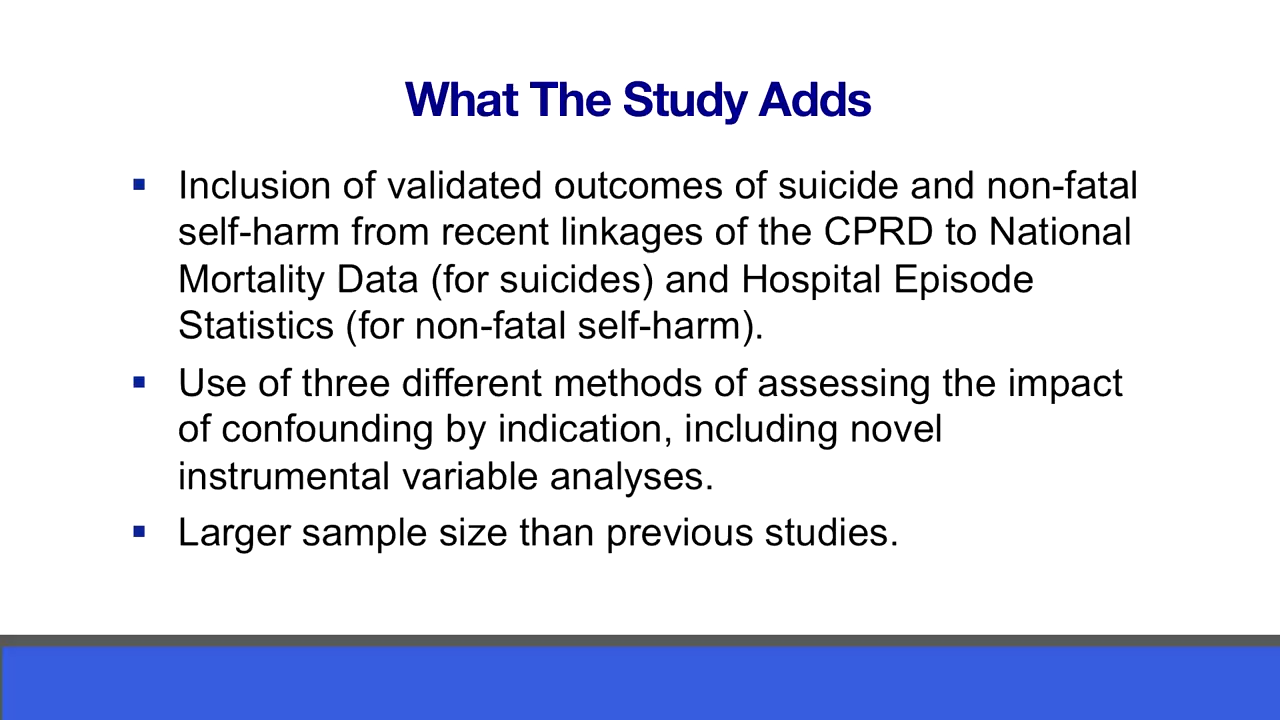 What The Study Adds
▪ Inclusion of validated outcomes of suicide and non-fatal
self-harm from recent linkages of the CPRD to National
Mortality Data (for suicides) and Hospital Episode
Statistics (for non-fatal self-harm).
▪ Use of three different methods of assessing the impact
of confounding by indication, including novel
instrumental variable analyses.
▪ Larger sample size than previous studies.